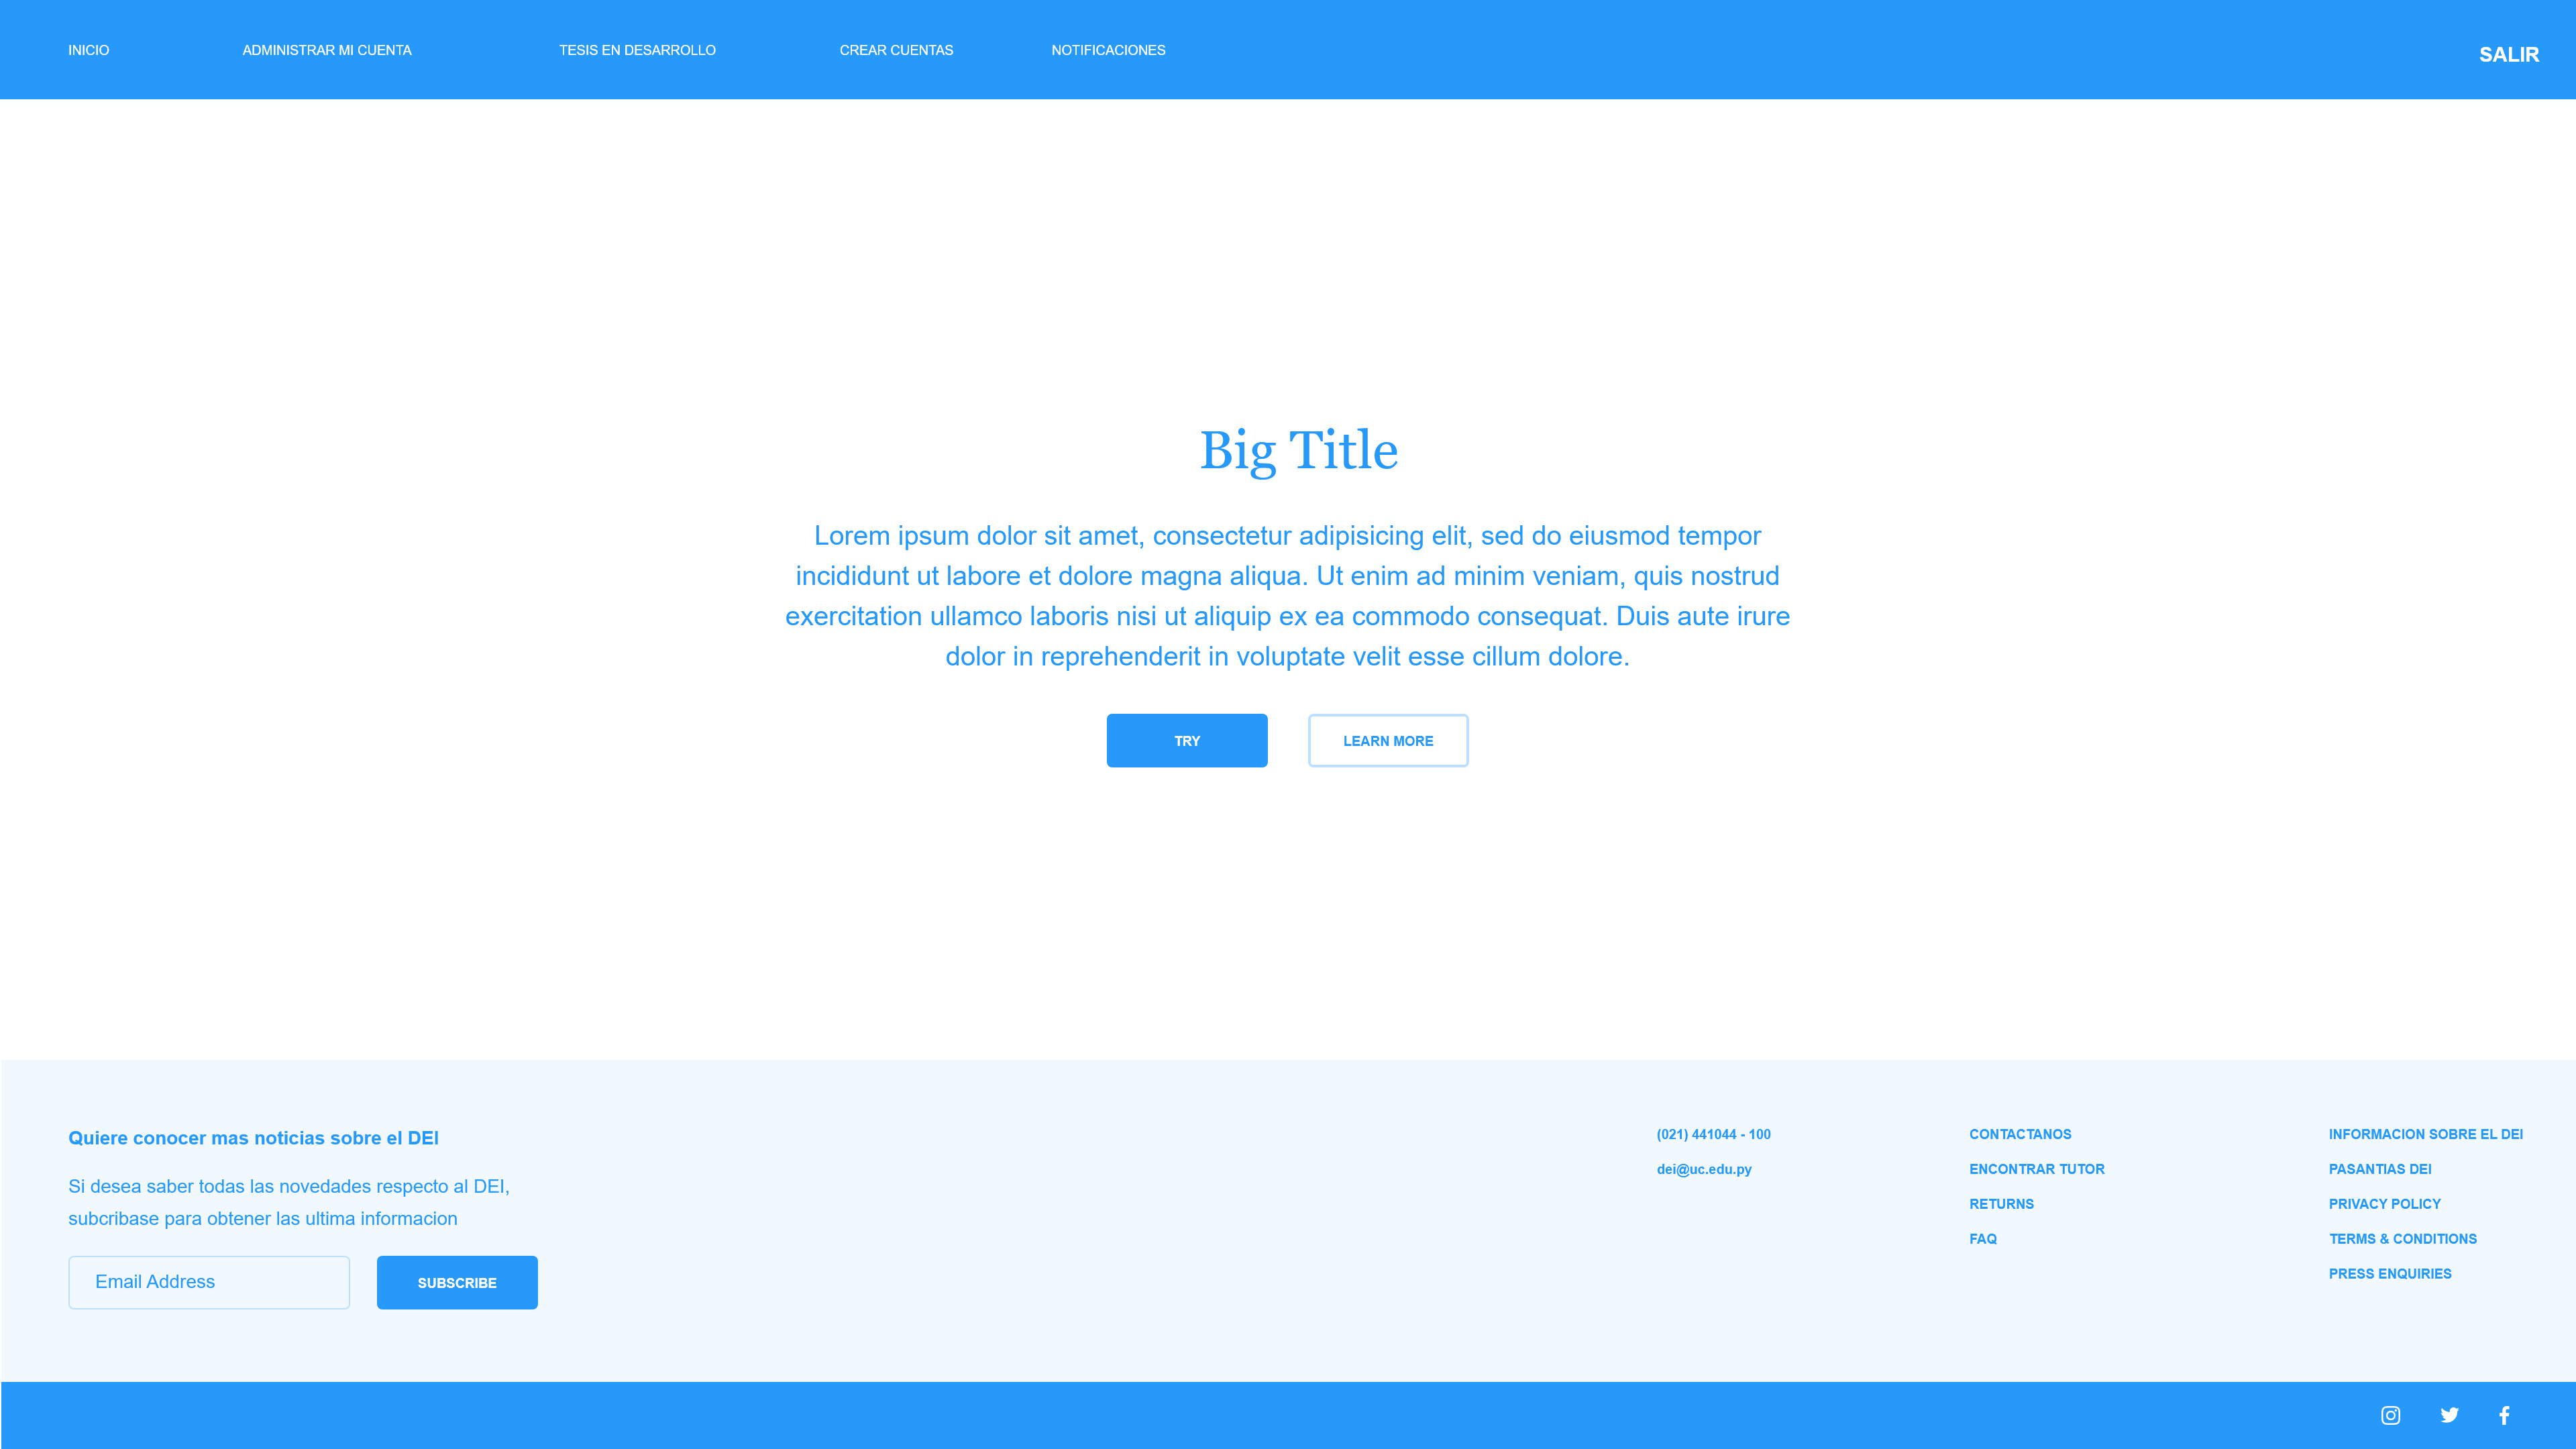 INICIO
ADMINISTRAR MI CUENTA
TESIS EN DESARROLLO
CREAR CUENTAS
NOTIFICACIONES
SALIR
Big Title
Lorem ipsum dolor sit amet, consectetur adipisicing elit, sed do eiusmod tempor
incididunt ut labore et dolore magna aliqua. Ut enim ad minim veniam, quis nostrud
exercitation ullamco laboris nisi ut aliquip ex ea commodo consequat. Duis aute irure
dolor in reprehenderit in voluptate velit esse cillum dolore.
TRY
LEARN MORE
Quiere conocer mas noticias sobre el DEI
Si desea saber todas las novedades respecto al DEI,
subcribase para obtener las ultima informacion
Email Address
SUBSCRIBE
(021) 441044 - 100
dei@uc.edu.py
CONTACTANOS
ENCONTRAR TUTOR
RETURNS
FAQ
INFORMACION SOBRE EL DEI
PASANTIAS DEI
PRIVACY POLICY
TERMS & CONDITIONS
PRESS ENQUIRIES